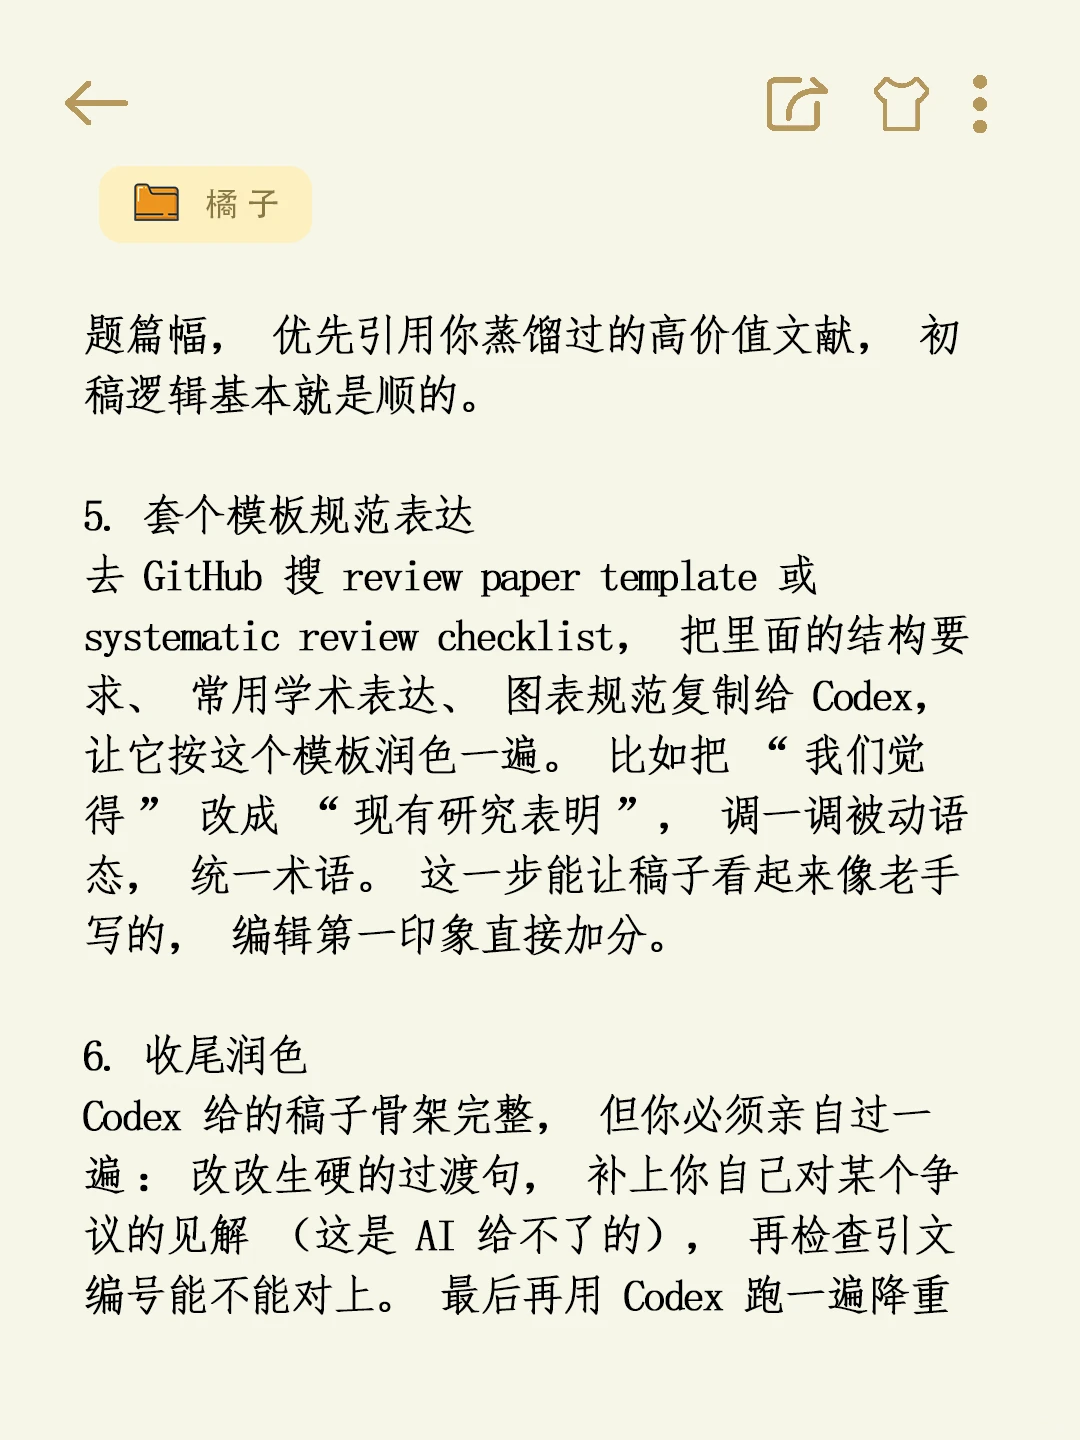 橘子
题篇幅， 优先引用你蒸馏过的高价值文献， 初
稿逻辑基本就是顺的。
5. 套个模板规范表达
去 GitHub 搜 review paper template 或
systematic review checklist， 把里面的结构要
求、 常用学术表达、 图表规范复制给 Codex，
让它按这个模板润色一遍。 比如把 “ 我们觉
得 ” 改成 “ 现有研究表明 ”， 调一调被动语
态， 统一术语。 这一步能让稿子看起来像老手
写的， 编辑第一印象直接加分。
6. 收尾润色
Codex 给的稿子骨架完整， 但你必须亲自过一
遍： 改改生硬的过渡句， 补上你自己对某个争
议的见解 （这是 AI 给不了的）， 再检查引文
编号能不能对上。 最后再用 Codex 跑一遍降重